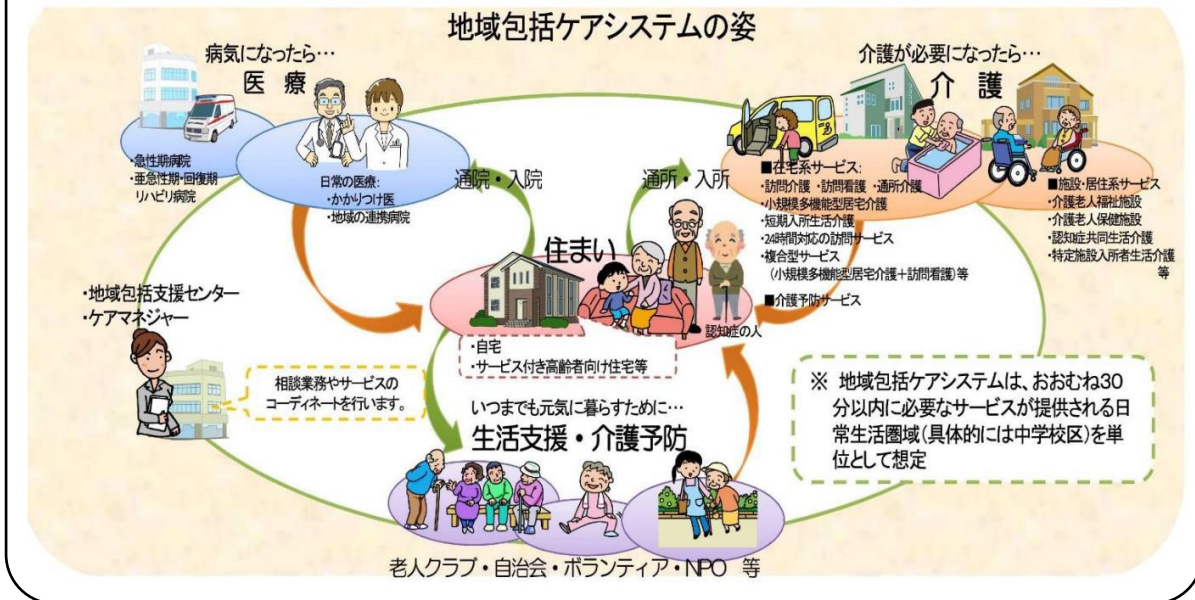 地域包括ケアシステムの姿
病気になったら…
医 療
・急性期病院
・亜急性期・回復期
リハビリ病院
日常の医療:
・かかりつけ医
・地域の連携病院
通院・入院
通所・入所
介護が必要になったら…
介 護
■在宅系サービス:
・訪問介護 ・訪問看護 ・通所介護
・小規模多機能型居宅介護
・短期入所生活介護
・24時間対応の訪問サービス
・複合型サービス
(小規模多機能型居宅介護+訪問看護)等
■介護予防サービス
■施設・居住系サービス
・介護老人福祉施設
・介護老人保健施設
・認知症共同生活介護
・特定施設入所者生活介護
等
住まい
認知症の人
・自宅
・サービス付き高齢者向け住宅等
・地域包括支援センター
・ケアマネジャー
相談業務やサービスの
コーディネートを行います。
いつまでも元気に暮らすために…
生活支援・介護予防
老人クラブ・自治会・ボランティア・NPO 等
※ 地域包括ケアシステムは、おおむね30
分以内に必要なサービスが提供される日
常生活圏域(具体的には中学校区)を単
位として想定